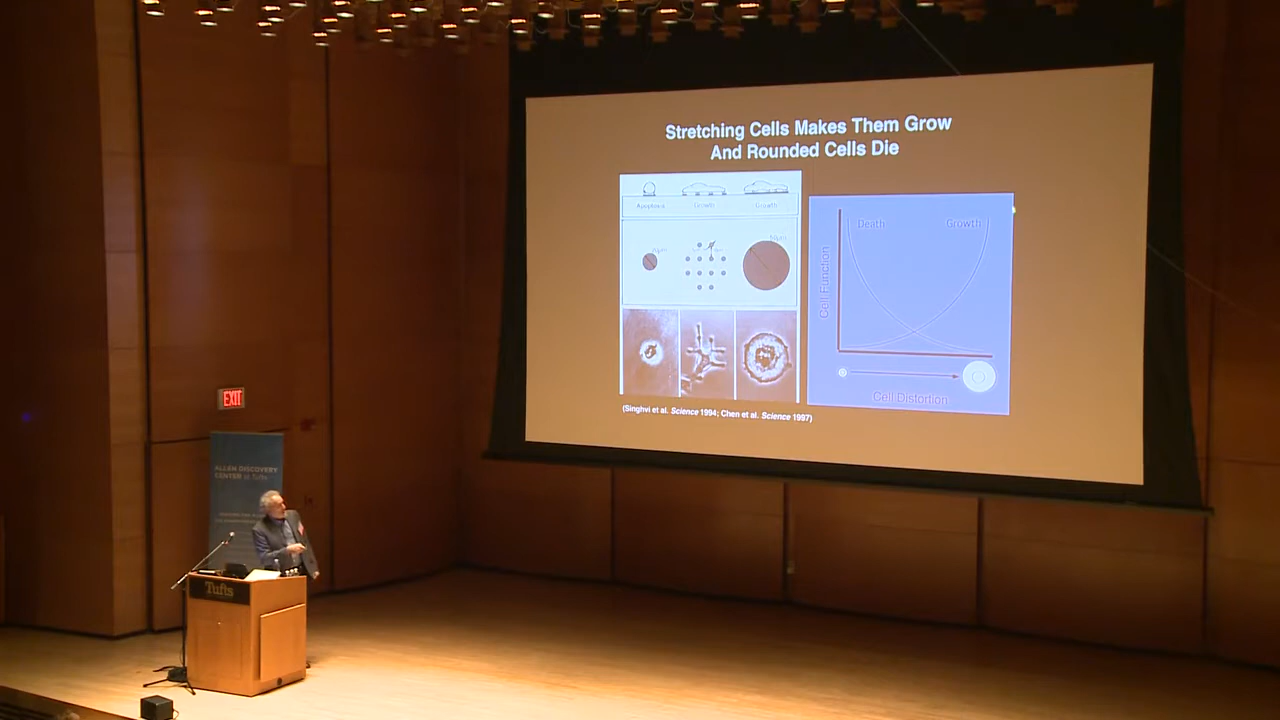 Stretching Cells Makes Them Grow
And Rounded Cells Die
Apoptosis Growth Growth
Death Growth
Cell Function
Cell Distortion
(Singhvi et al. Science 1994; Chen et al. Science 1997)
EXIT
ALLEN DISCOVERY
CENTER at Tufts
Tufts